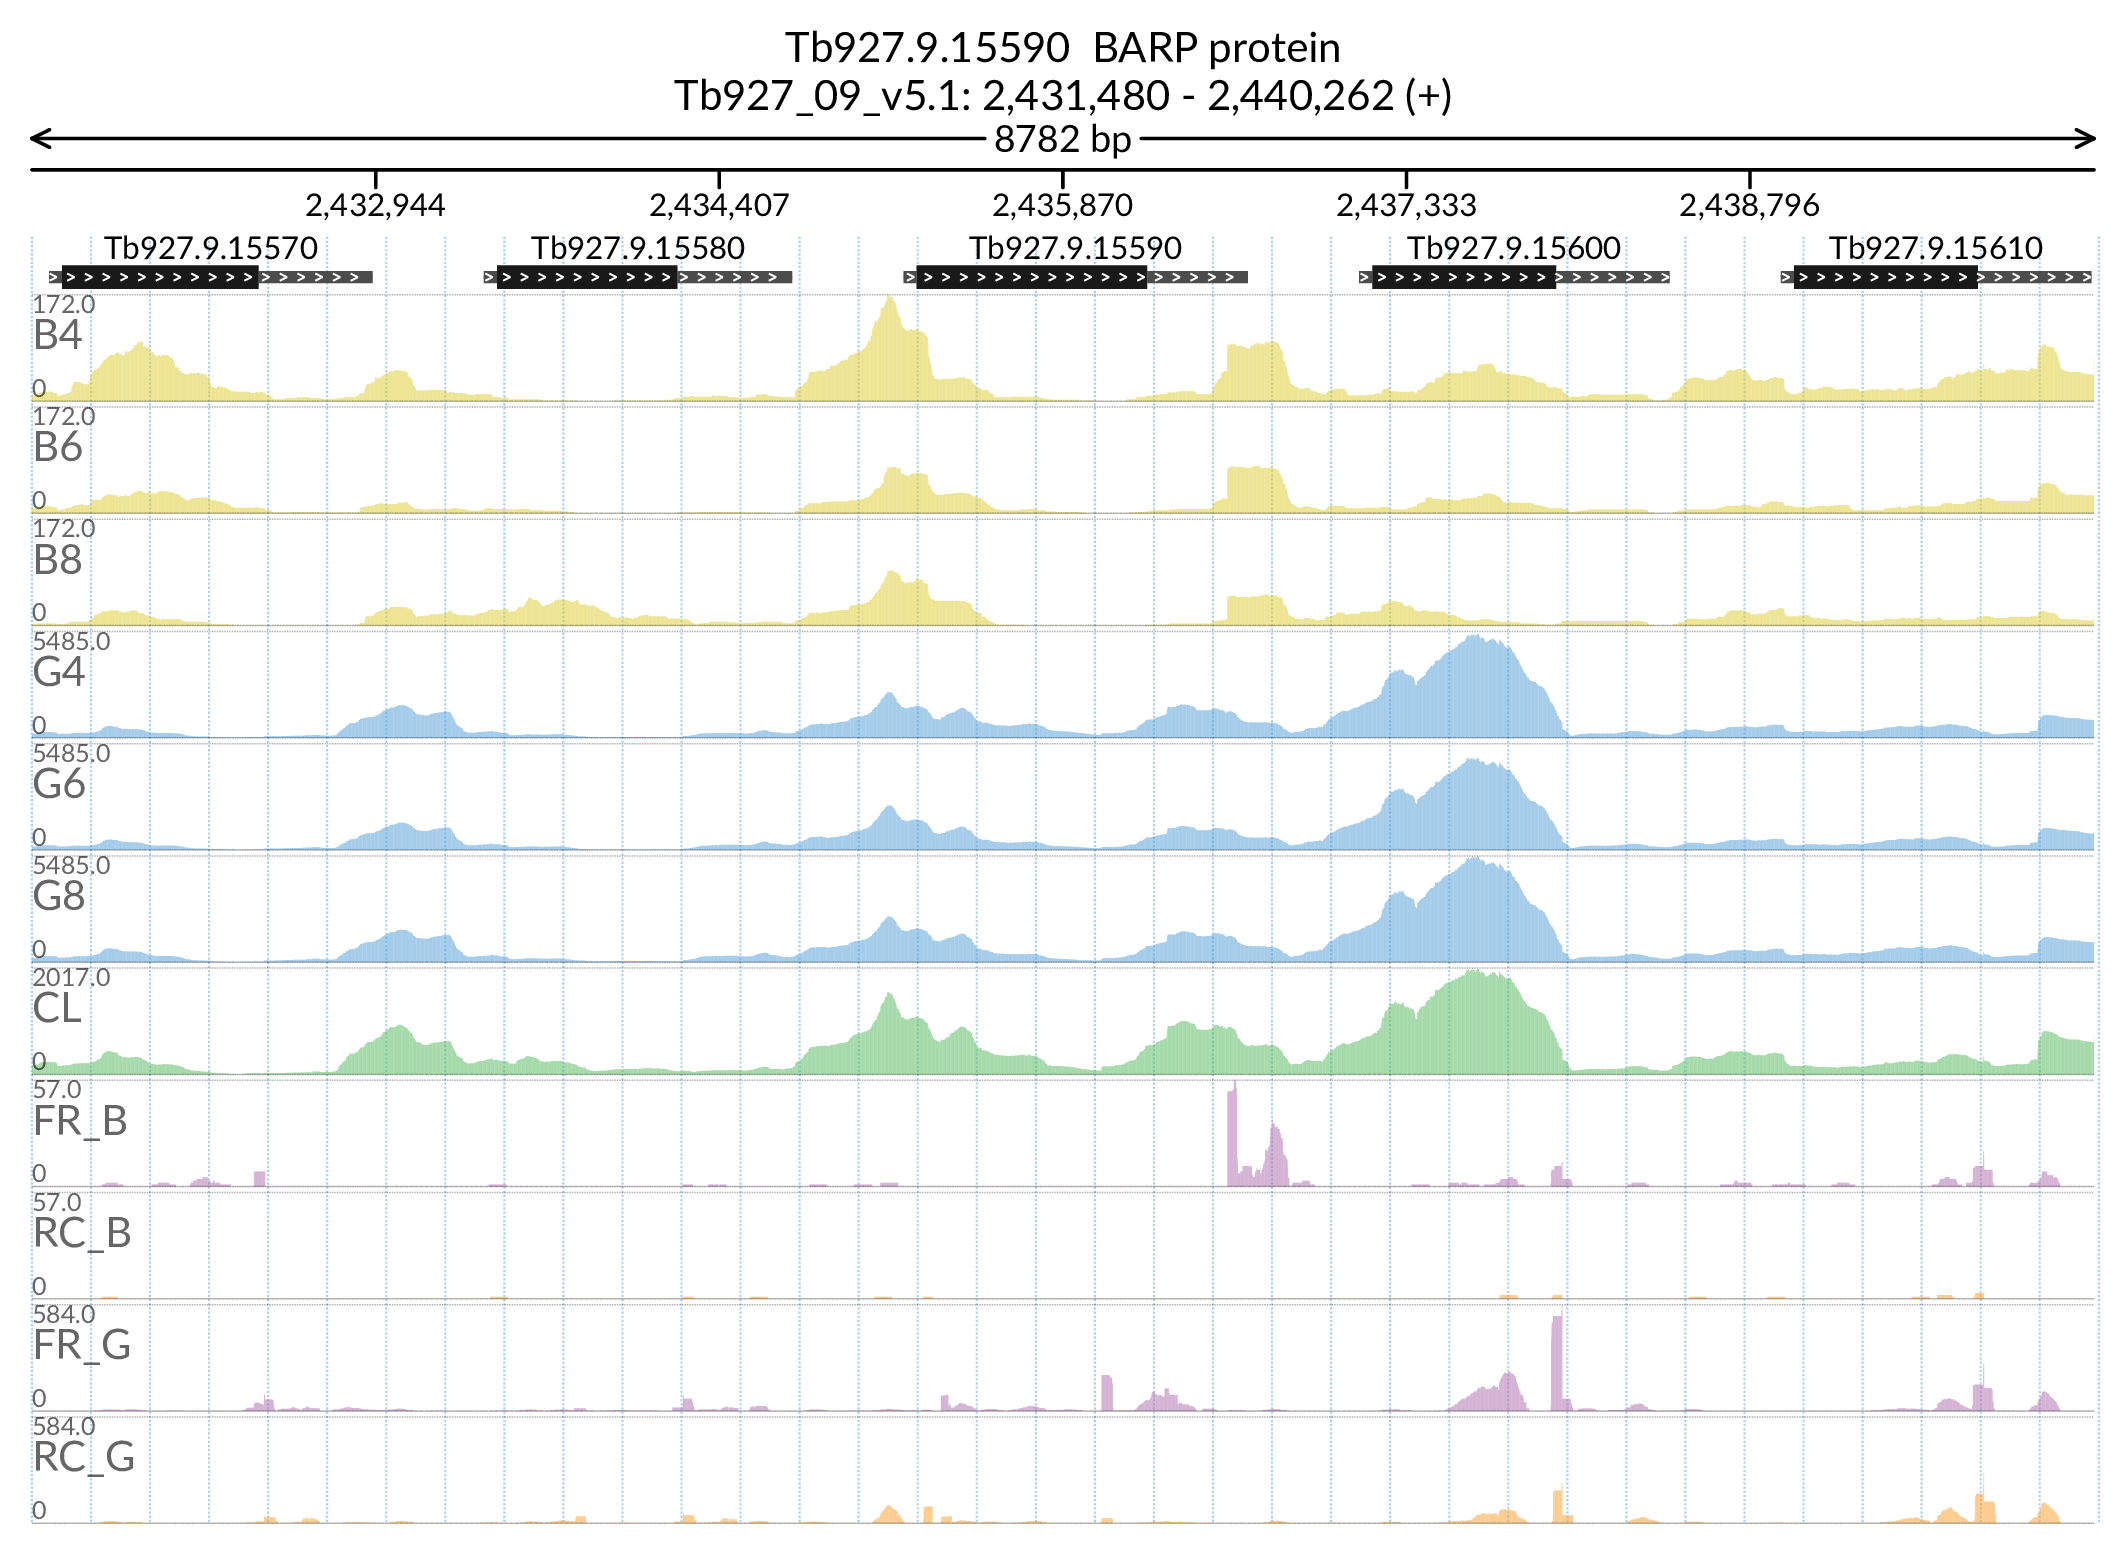 Tb927.9.15590 BARP protein
Tb927_09_v5.1: 2,431,480 - 2,440,262 (+)
8782 bp
2,432,944 2,434,407 2,435,870 2,437,333 2,438,796
Tb927.9.15570 Tb927.9.15580 Tb927.9.15590 Tb927.9.15600 Tb927.9.15610
172.0
B4
0
172.0
B6
0
172.0
B8
0
5485.0
G4
0
5485.0
G6
0
5485.0
G8
0
2017.0
CL
0
57.0
FR_B
0
57.0
RC_B
0
584.0
FR_G
0
584.0
RC_G
0